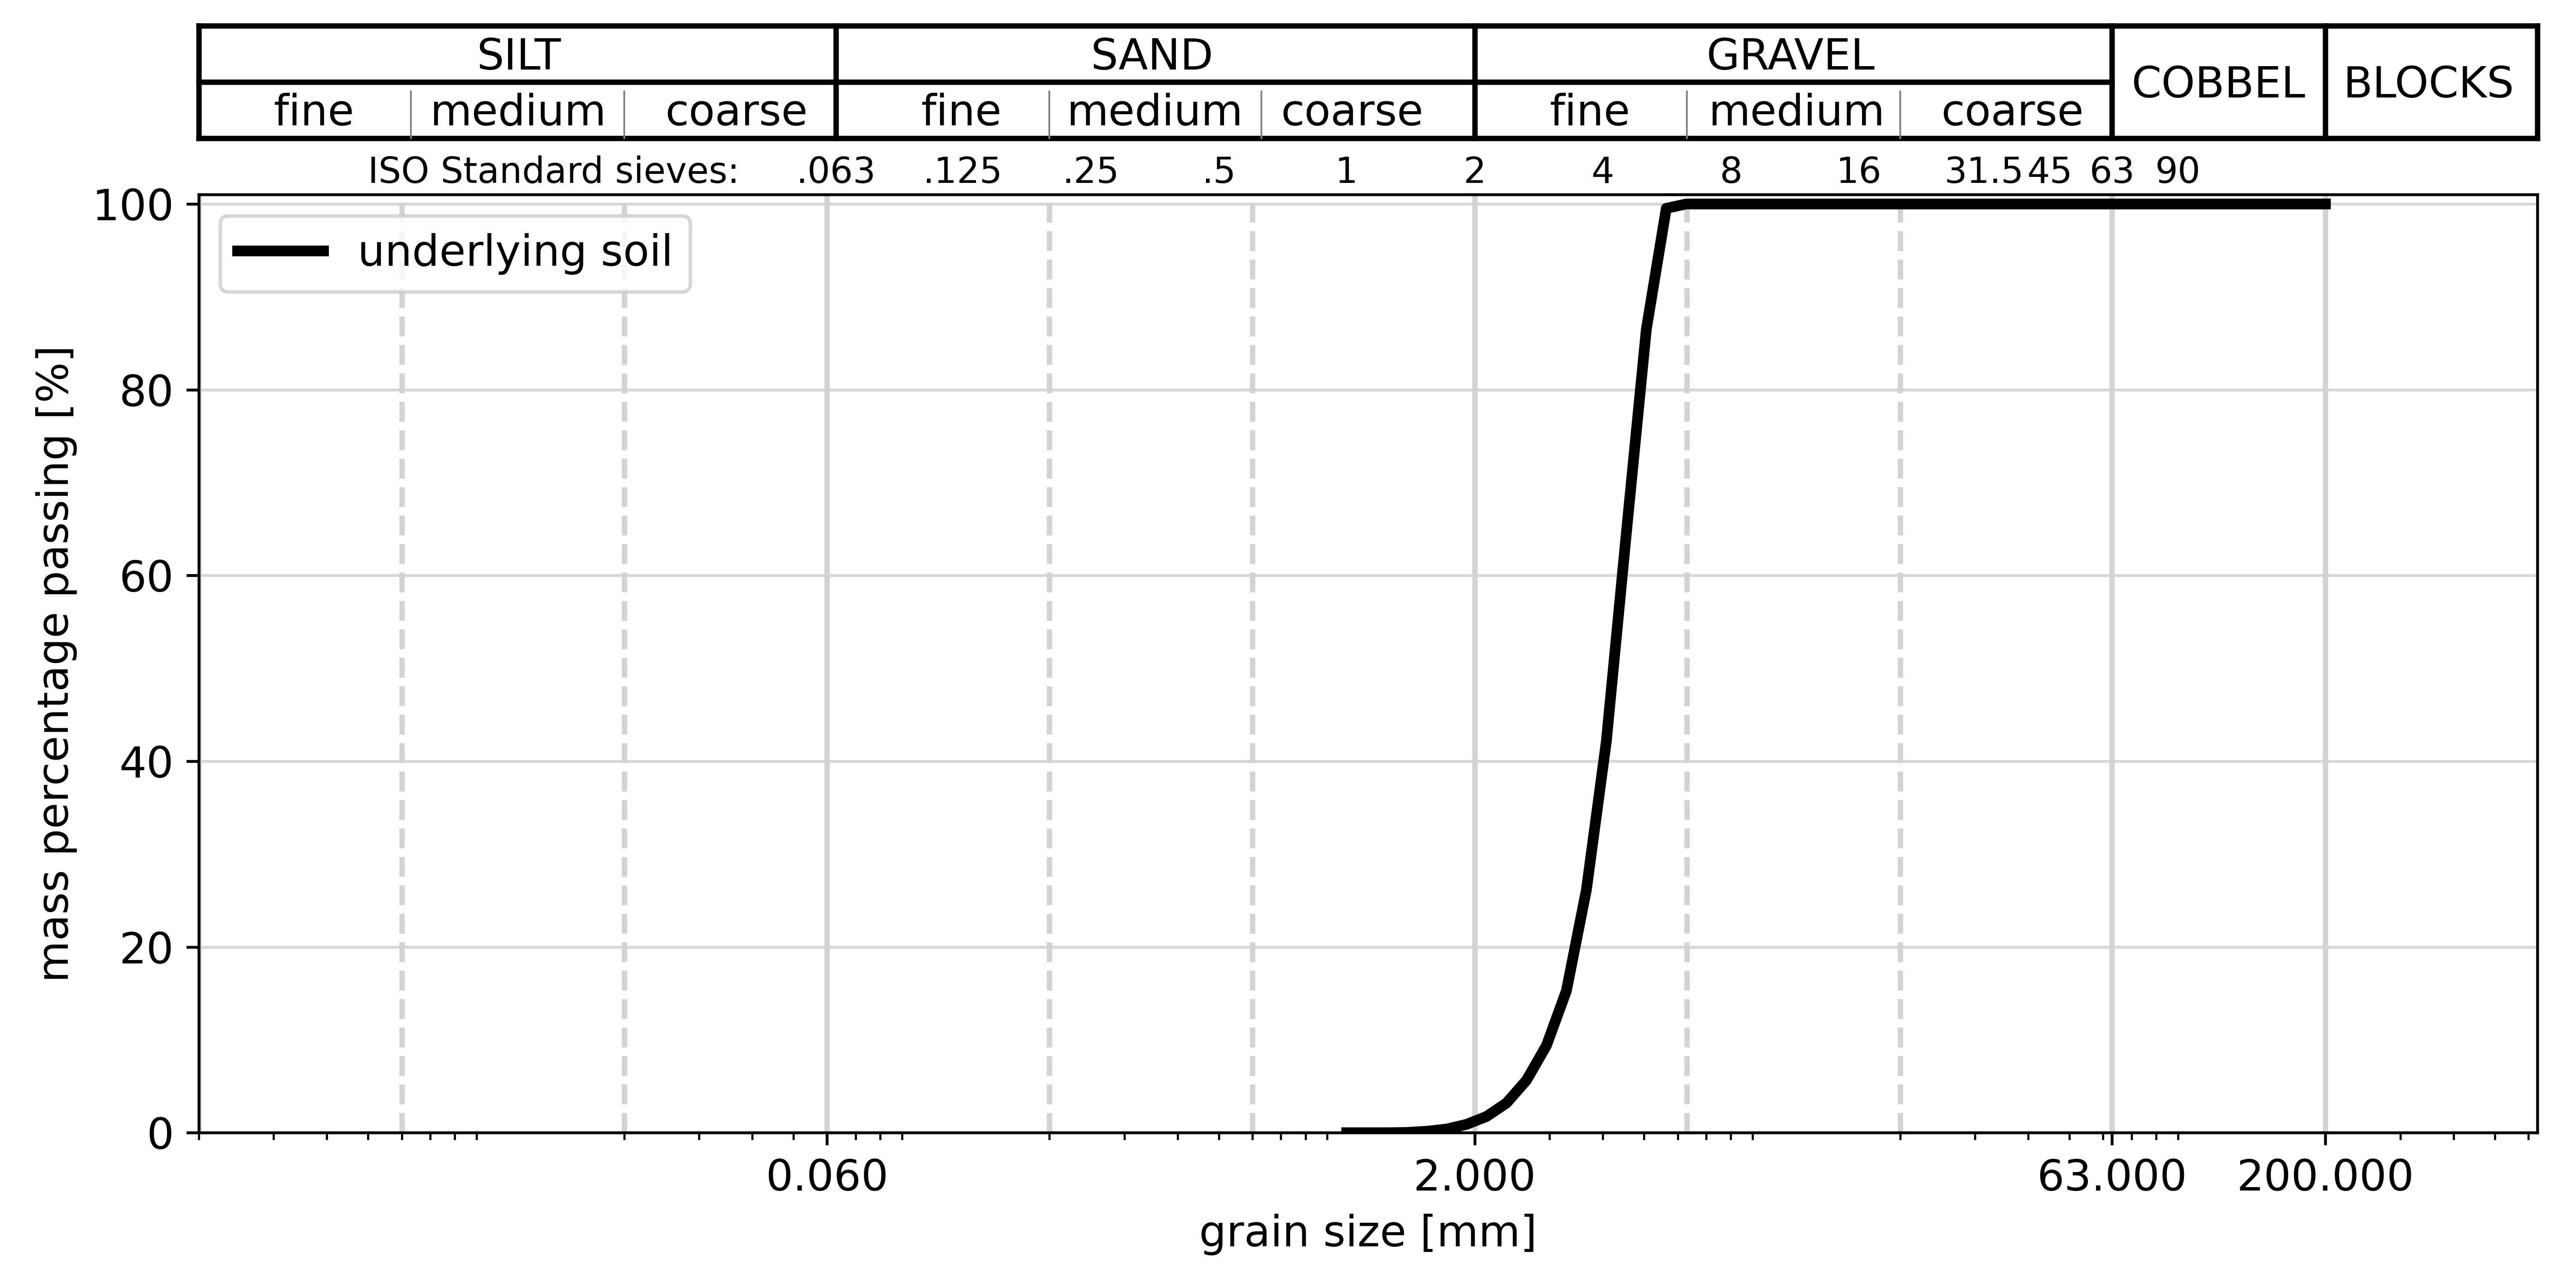 SILT SAND GRAVEL COBBEL BLOCKS
fine medium coarse fine medium coarse fine medium coarse
ISO Standard sieves: .063 .125 .25 .5 1 2 4 8 16 31.5 45 63 90
100
underlying soil
80
60
40
20
0
mass percentage passing [%]
0.060 2.000 63.000 200.000
grain size [mm]